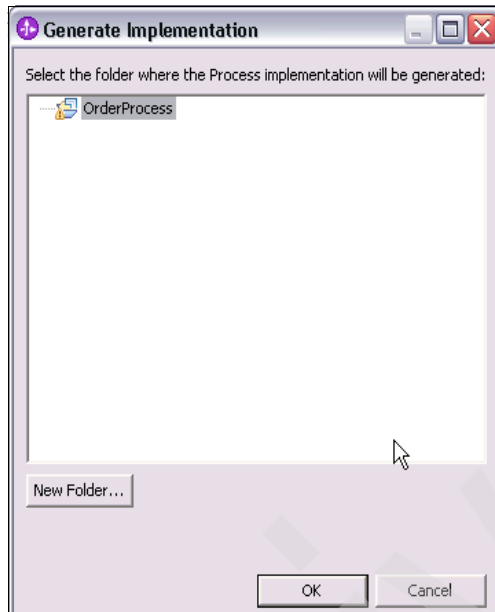 Generate Implementation
Select the folder where the Process implementation will be generated:
OrderProcess
New Folder...
OK
Cancel